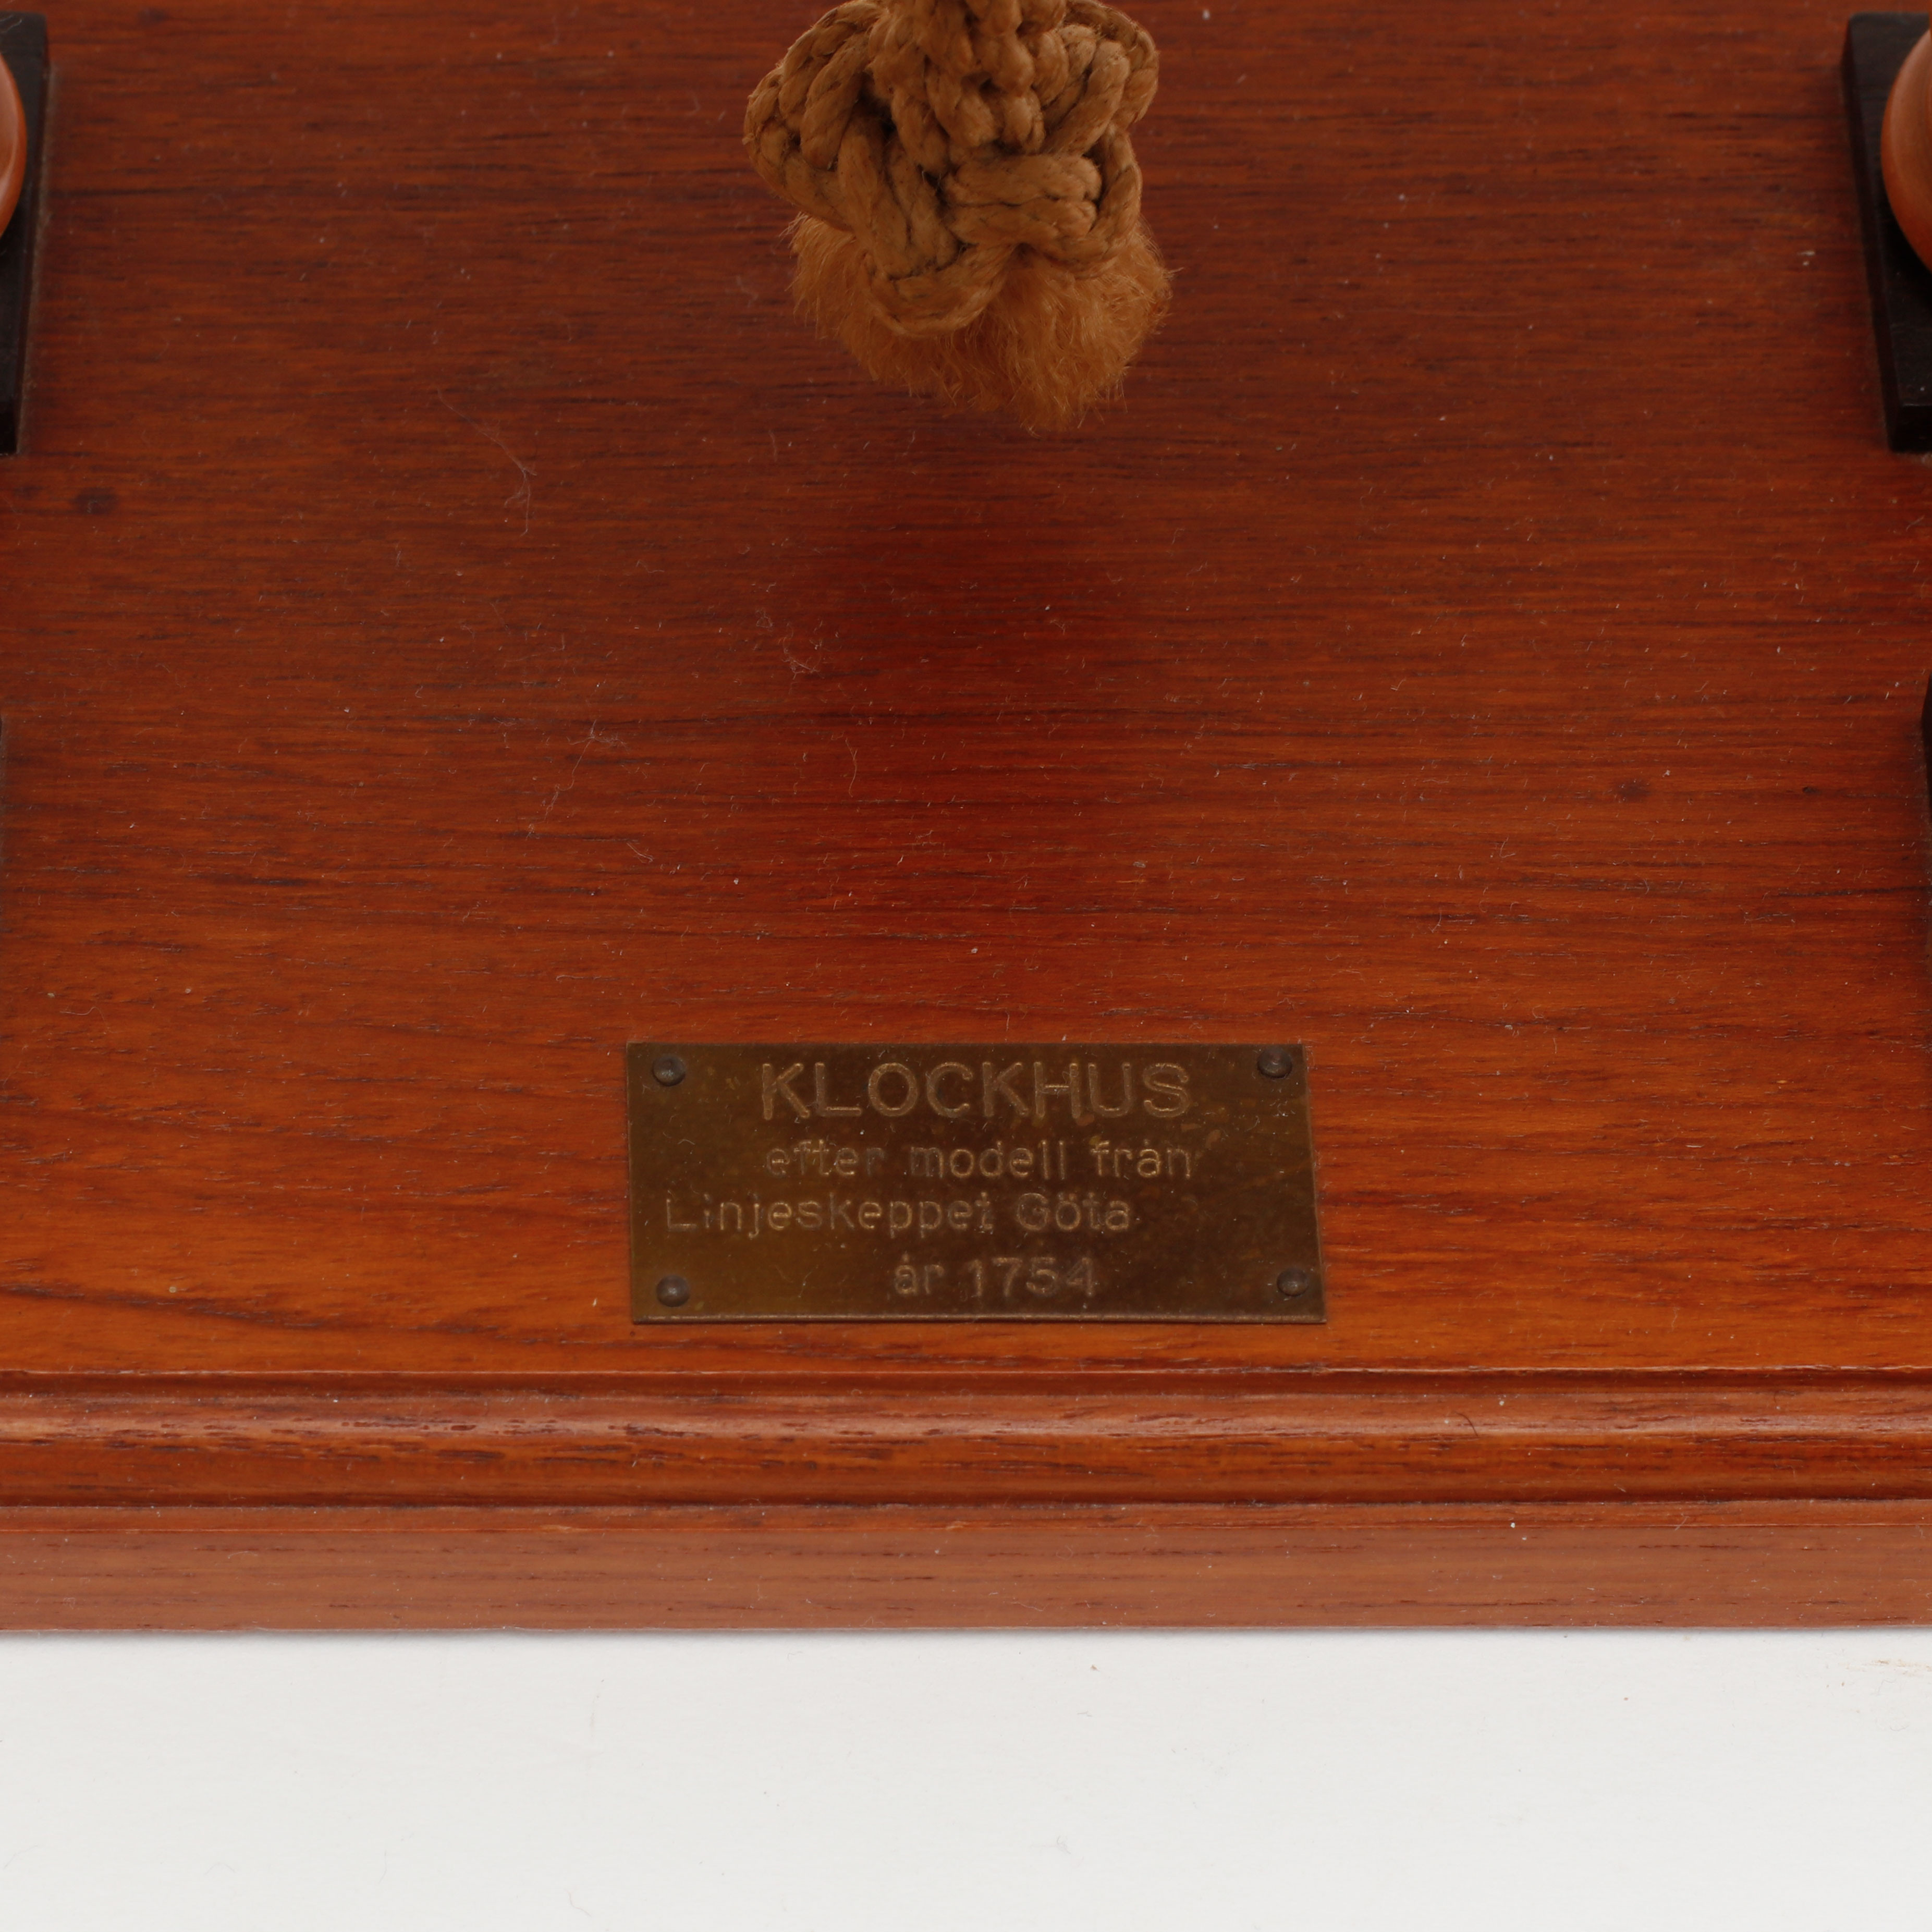 KLOCKHUS
efter modell från
Linjeskeppet Göta
år 1754